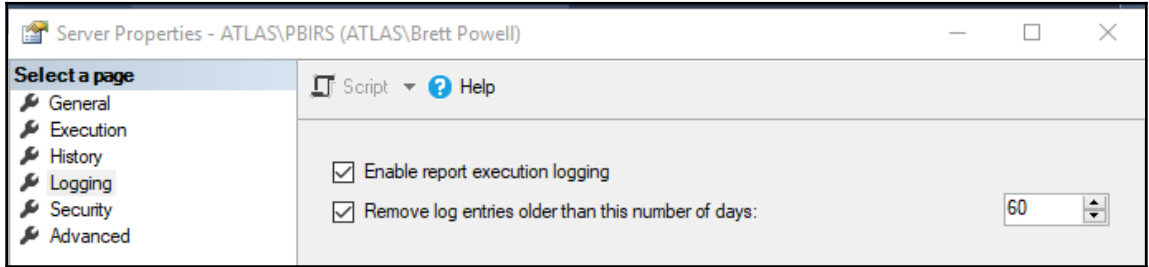 Server Properties - ATLAS\PBIRS (ATLAS\Brett Powell)
Select a page
General
Execution
History
Logging
Security
Advanced
Script Help
Enable report execution logging
Remove log entries older than this number of days: 60